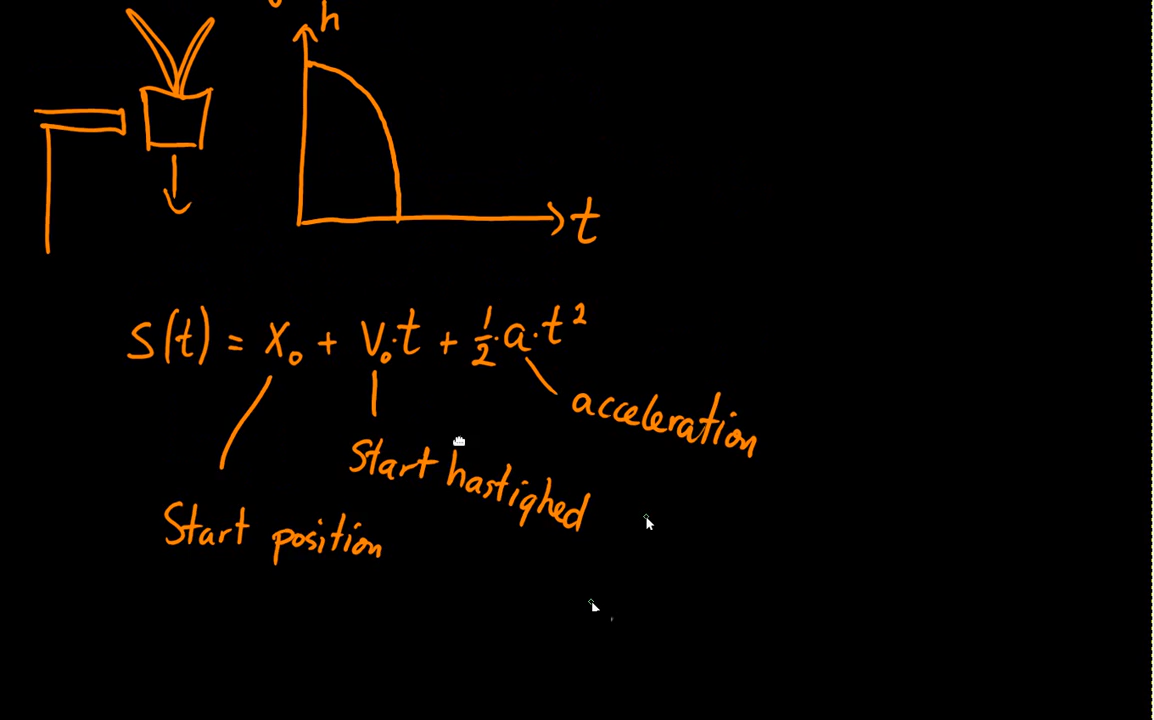 h
t
S(t) = X₀ + V₀·t + ½·a·t²
acceleration
Start hastighed
Start position